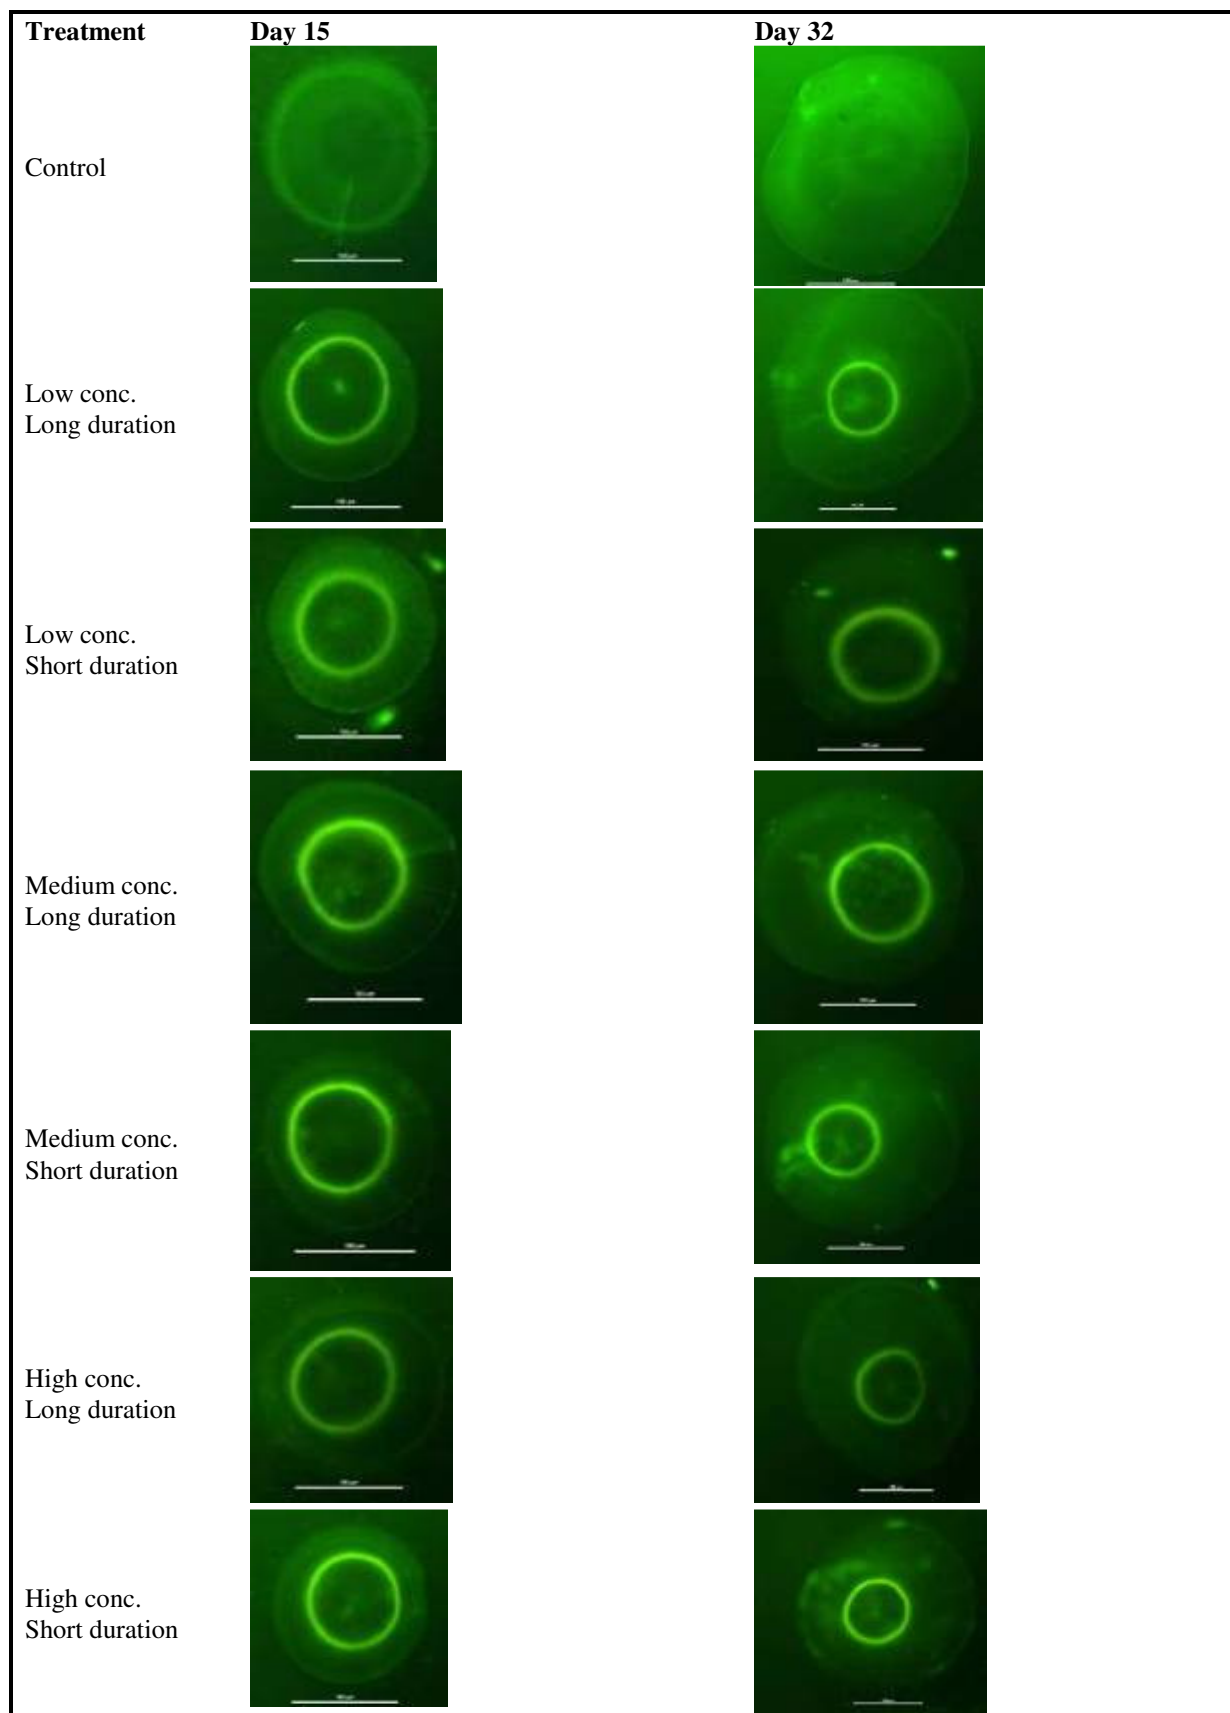 Treatment Day 15 Day 32
Control
Low conc.
Long duration
Low conc.
Short duration
Medium conc.
Long duration
Medium conc.
Short duration
High conc.
Long duration
High conc.
Short duration